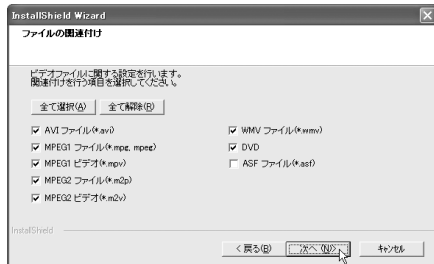 InstallShield Wizard
ファイルの関連付け
ビデオファイルに関する設定を行います。
関連付けを行う項目を選択してください。
全て選択(A) 全て解除(R)
AVI ファイル(*.avi)
MPEG1 ファイル(*.mpg, mpeg)
MPEG1 ビデオ(*.mpv)
MPEG2 ファイル(*.m2p)
MPEG2 ビデオ(*.m2v)
WMV ファイル(*.wmv)
DVD
ASF ファイル(*.asf)
InstallShield
< 戻る(B) 次へ (N)> キャンセル